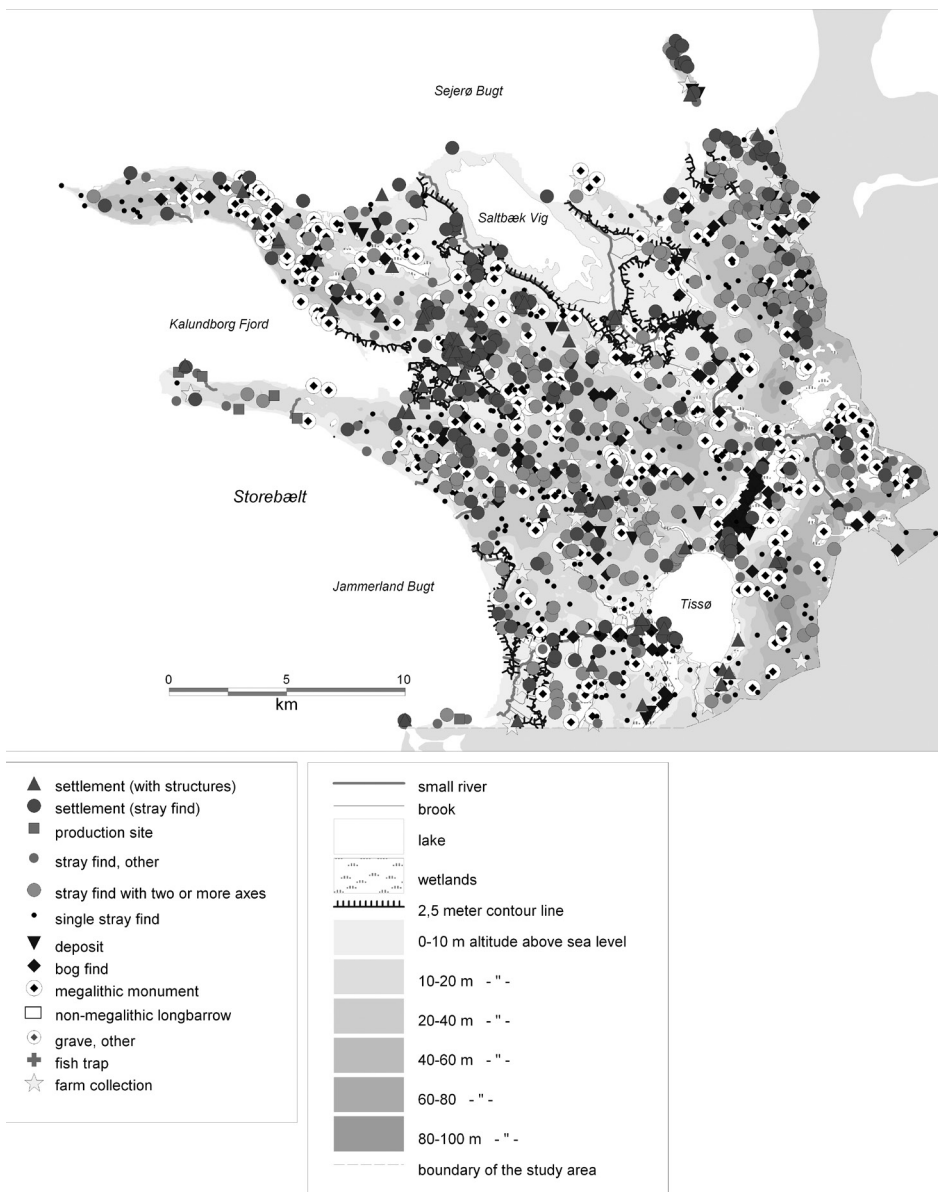 Sejerø Bugt
Saltbæk Vig
Kalundborg Fjord
Storebælt
Jammerland Bugt
Tissø
0 5 10
km
settlement (with structures)
settlement (stray find)
production site
stray find, other
stray find with two or more axes
single stray find
deposit
bog find
megalithic monument
non-megalithic longbarrow
grave, other
fish trap
farm collection
small river
brook
lake
wetlands
2,5 meter contour line
0-10 m altitude above sea level
10-20 m - " -
20-40 m - " -
40-60 m - " -
60-80 - " -
80-100 m - " -
boundary of the study area